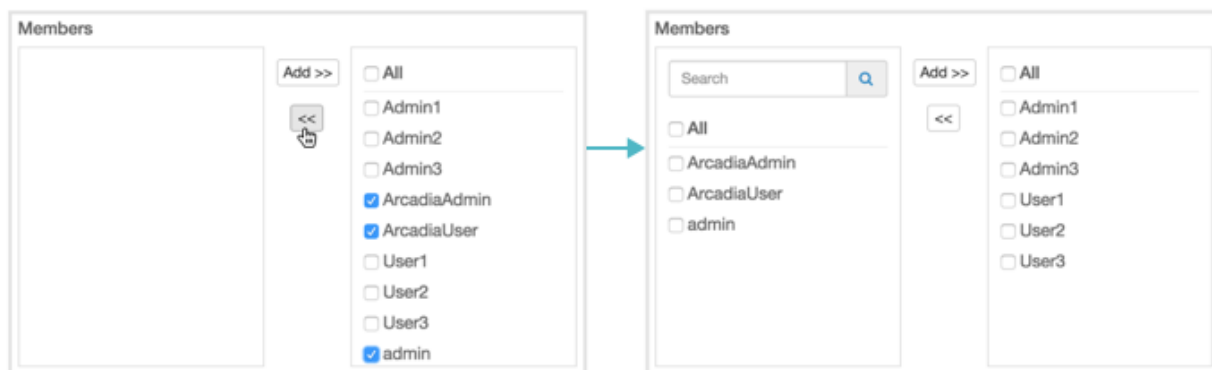 Members
Add >>
<<
All
Admin1
Admin2
Admin3
ArcadiaAdmin
ArcadiaUser
User1
User2
User3
admin
Members
Search
All
ArcadiaAdmin
ArcadiaUser
admin
Add >>
<<
All
Admin1
Admin2
Admin3
User1
User2
User3